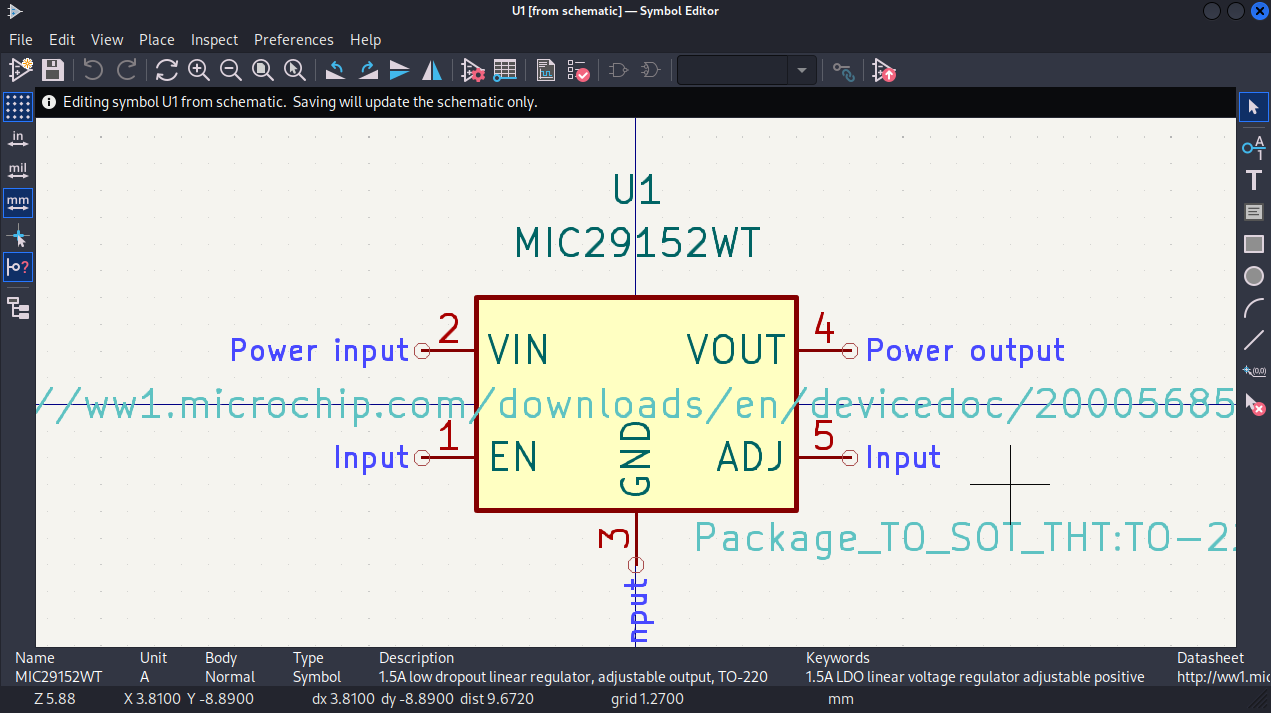 U1 [from schematic] — Symbol Editor
File Edit View Place Inspect Preferences Help
Editing symbol U1 from schematic. Saving will update the schematic only.
in
mil
mm
A
1
T
(0,0)
U1
MIC29152WT
2
4
Power input
VIN
VOUT
Power output
//ww1.microchip.com/downloads/en/devicedoc/20005685
1
5
Input
EN
GND
ADJ
Input
3
Package_TO_SOT_THT:TO-2
nput
Name Unit Body Type Description Keywords Datasheet
MIC29152WT A Normal Symbol 1.5A low dropout linear regulator, adjustable output, TO-220 1.5A LDO linear voltage regulator adjustable positive http://ww1.mic
Z 5.88 X 3.8100 Y -8.8900 dx 3.8100 dy -8.8900 dist 9.6720 grid 1.2700 mm